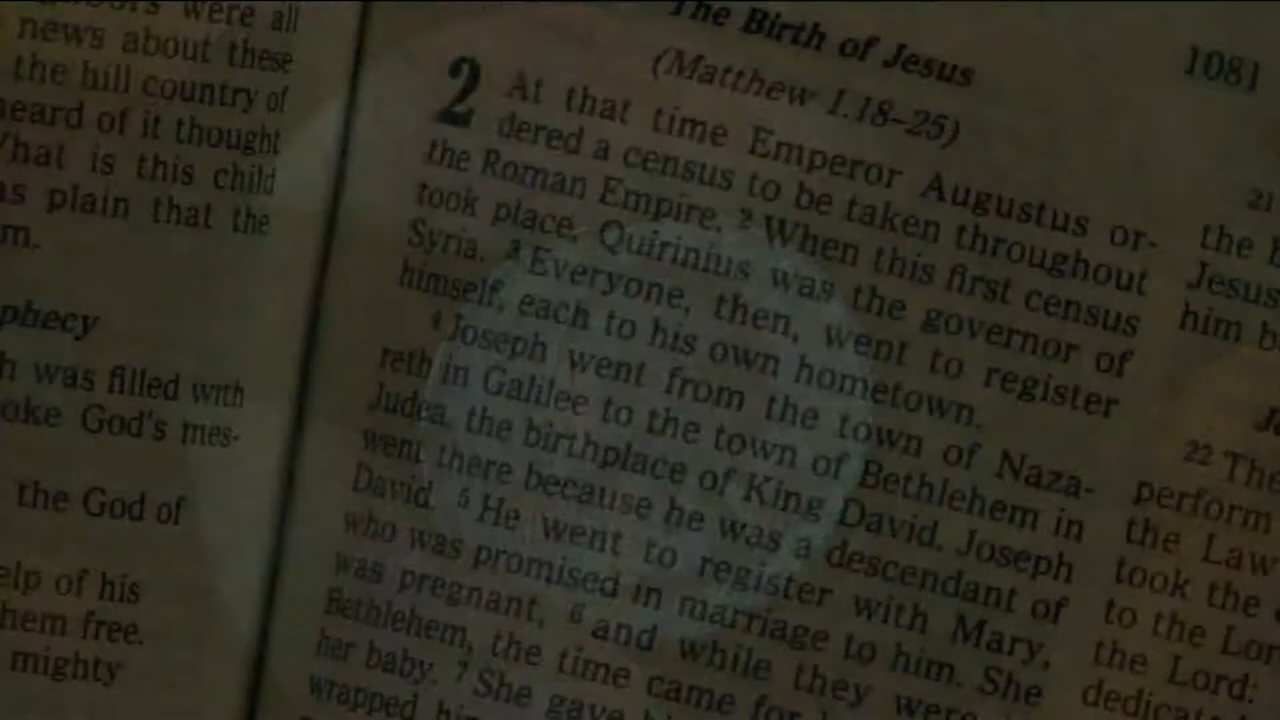 were all
news about these
the hill country of
heard of it thought
What is this child
as plain that the
m.
phecy
h was filled with
oke God's mes-
the God of
elp of his
hem free.
mighty
The Birth of Jesus
(Matthew 1.18–25)
2 At that time Emperor Augustus or-
dered a census to be taken throughout
the Roman Empire. 2 When this first census
took place, Quirinius was the governor of
Syria. 3 Everyone, then, went to register
himself, each to his own hometown.
4 Joseph went from the town of Naza-
reth in Galilee to the town of Bethlehem in
Judea, the birthplace of King David. Joseph
went there because he was a descendant of
David. 5 He went to register with Mary,
who was promised in marriage to him. She
was pregnant, 6 and while they were
Bethlehem, the time came for
her baby. 7 She gave
wrapped
1081
21
the
Jesus
him b
22 The
perform
the Law
took the
to the Lor
the Lord:
dedicat